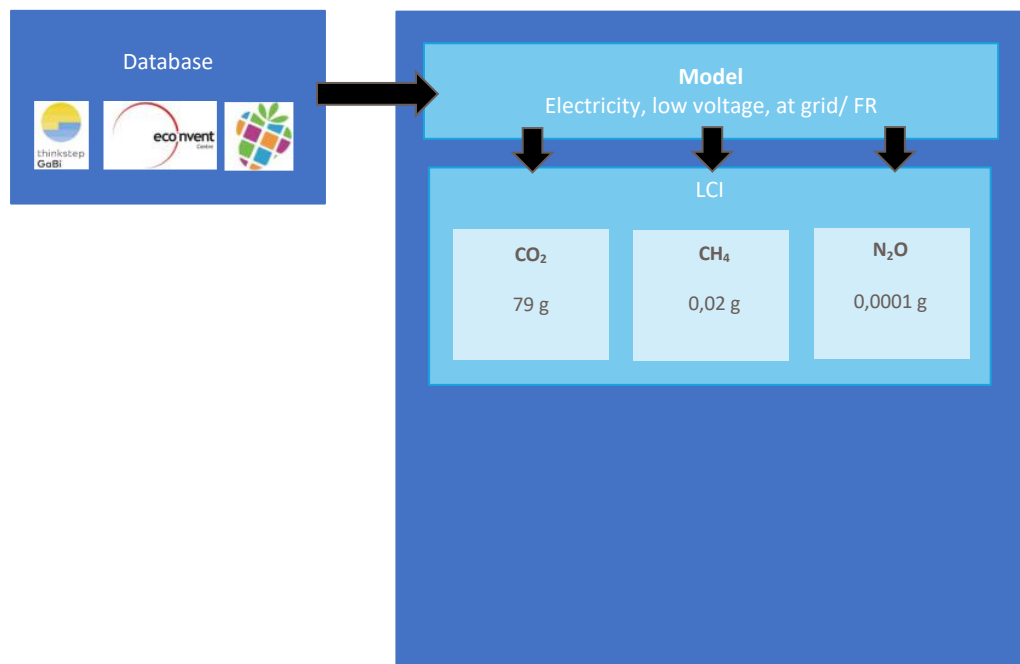 Database
thinkstep
GaBi
ecoinvent
Centre
Model
Electricity, low voltage, at grid/ FR
LCI
CO₂
79 g
CH₄
0,02 g
N₂O
0,0001 g